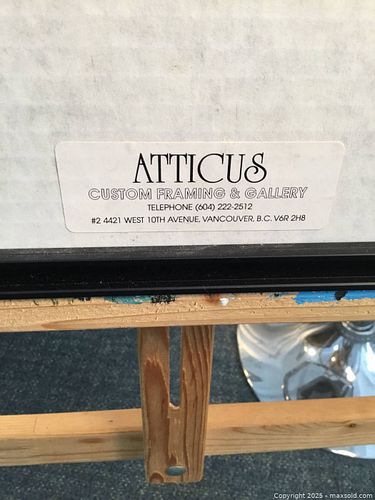 ATTICUS
CUSTOM FRAMING & GALLERY
TELEPHONE (604) 222-2512
#2 4421 WEST 10TH AVENUE, VANCOUVER, B.C. V6R 2H8
Copyright 2025 - maxsold.com